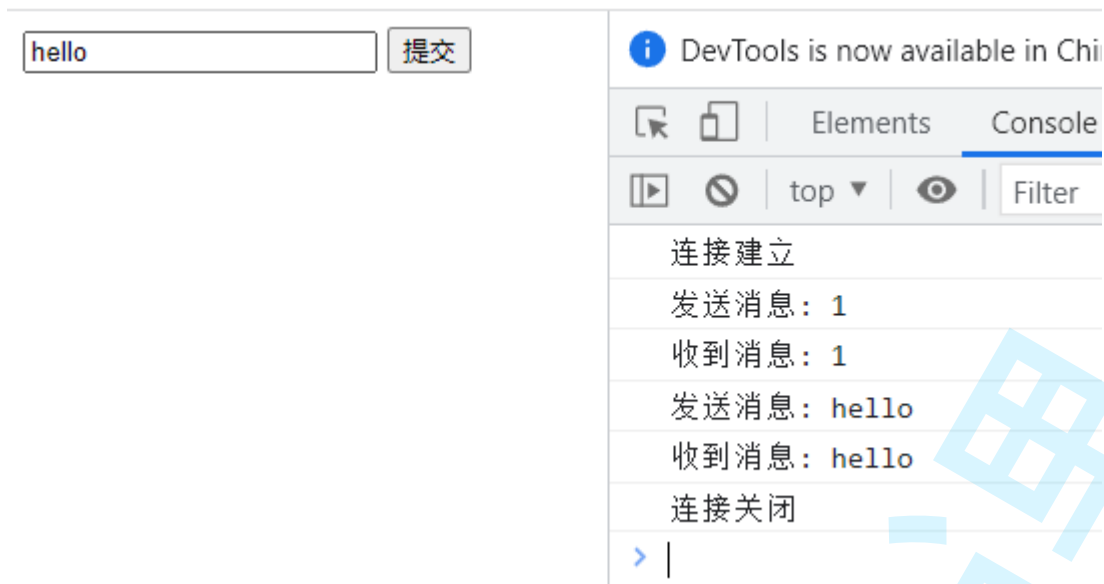 hello 提交
DevTools is now available in Chi
Elements Console
top Filter
连接建立
发送消息: 1
收到消息: 1
发送消息: hello
收到消息: hello
连接关闭